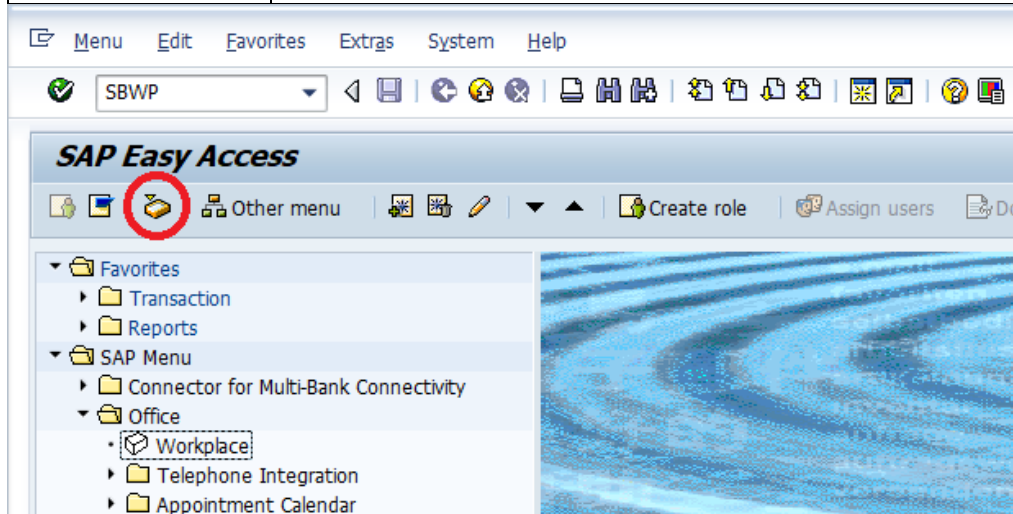 Menu Edit Favorites Extras System Help
SBWP
SAP Easy Access
Other menu Create role Assign users Do
Favorites
Transaction
Reports
SAP Menu
Connector for Multi-Bank Connectivity
Office
Workplace
Telephone Integration
Appointment Calendar